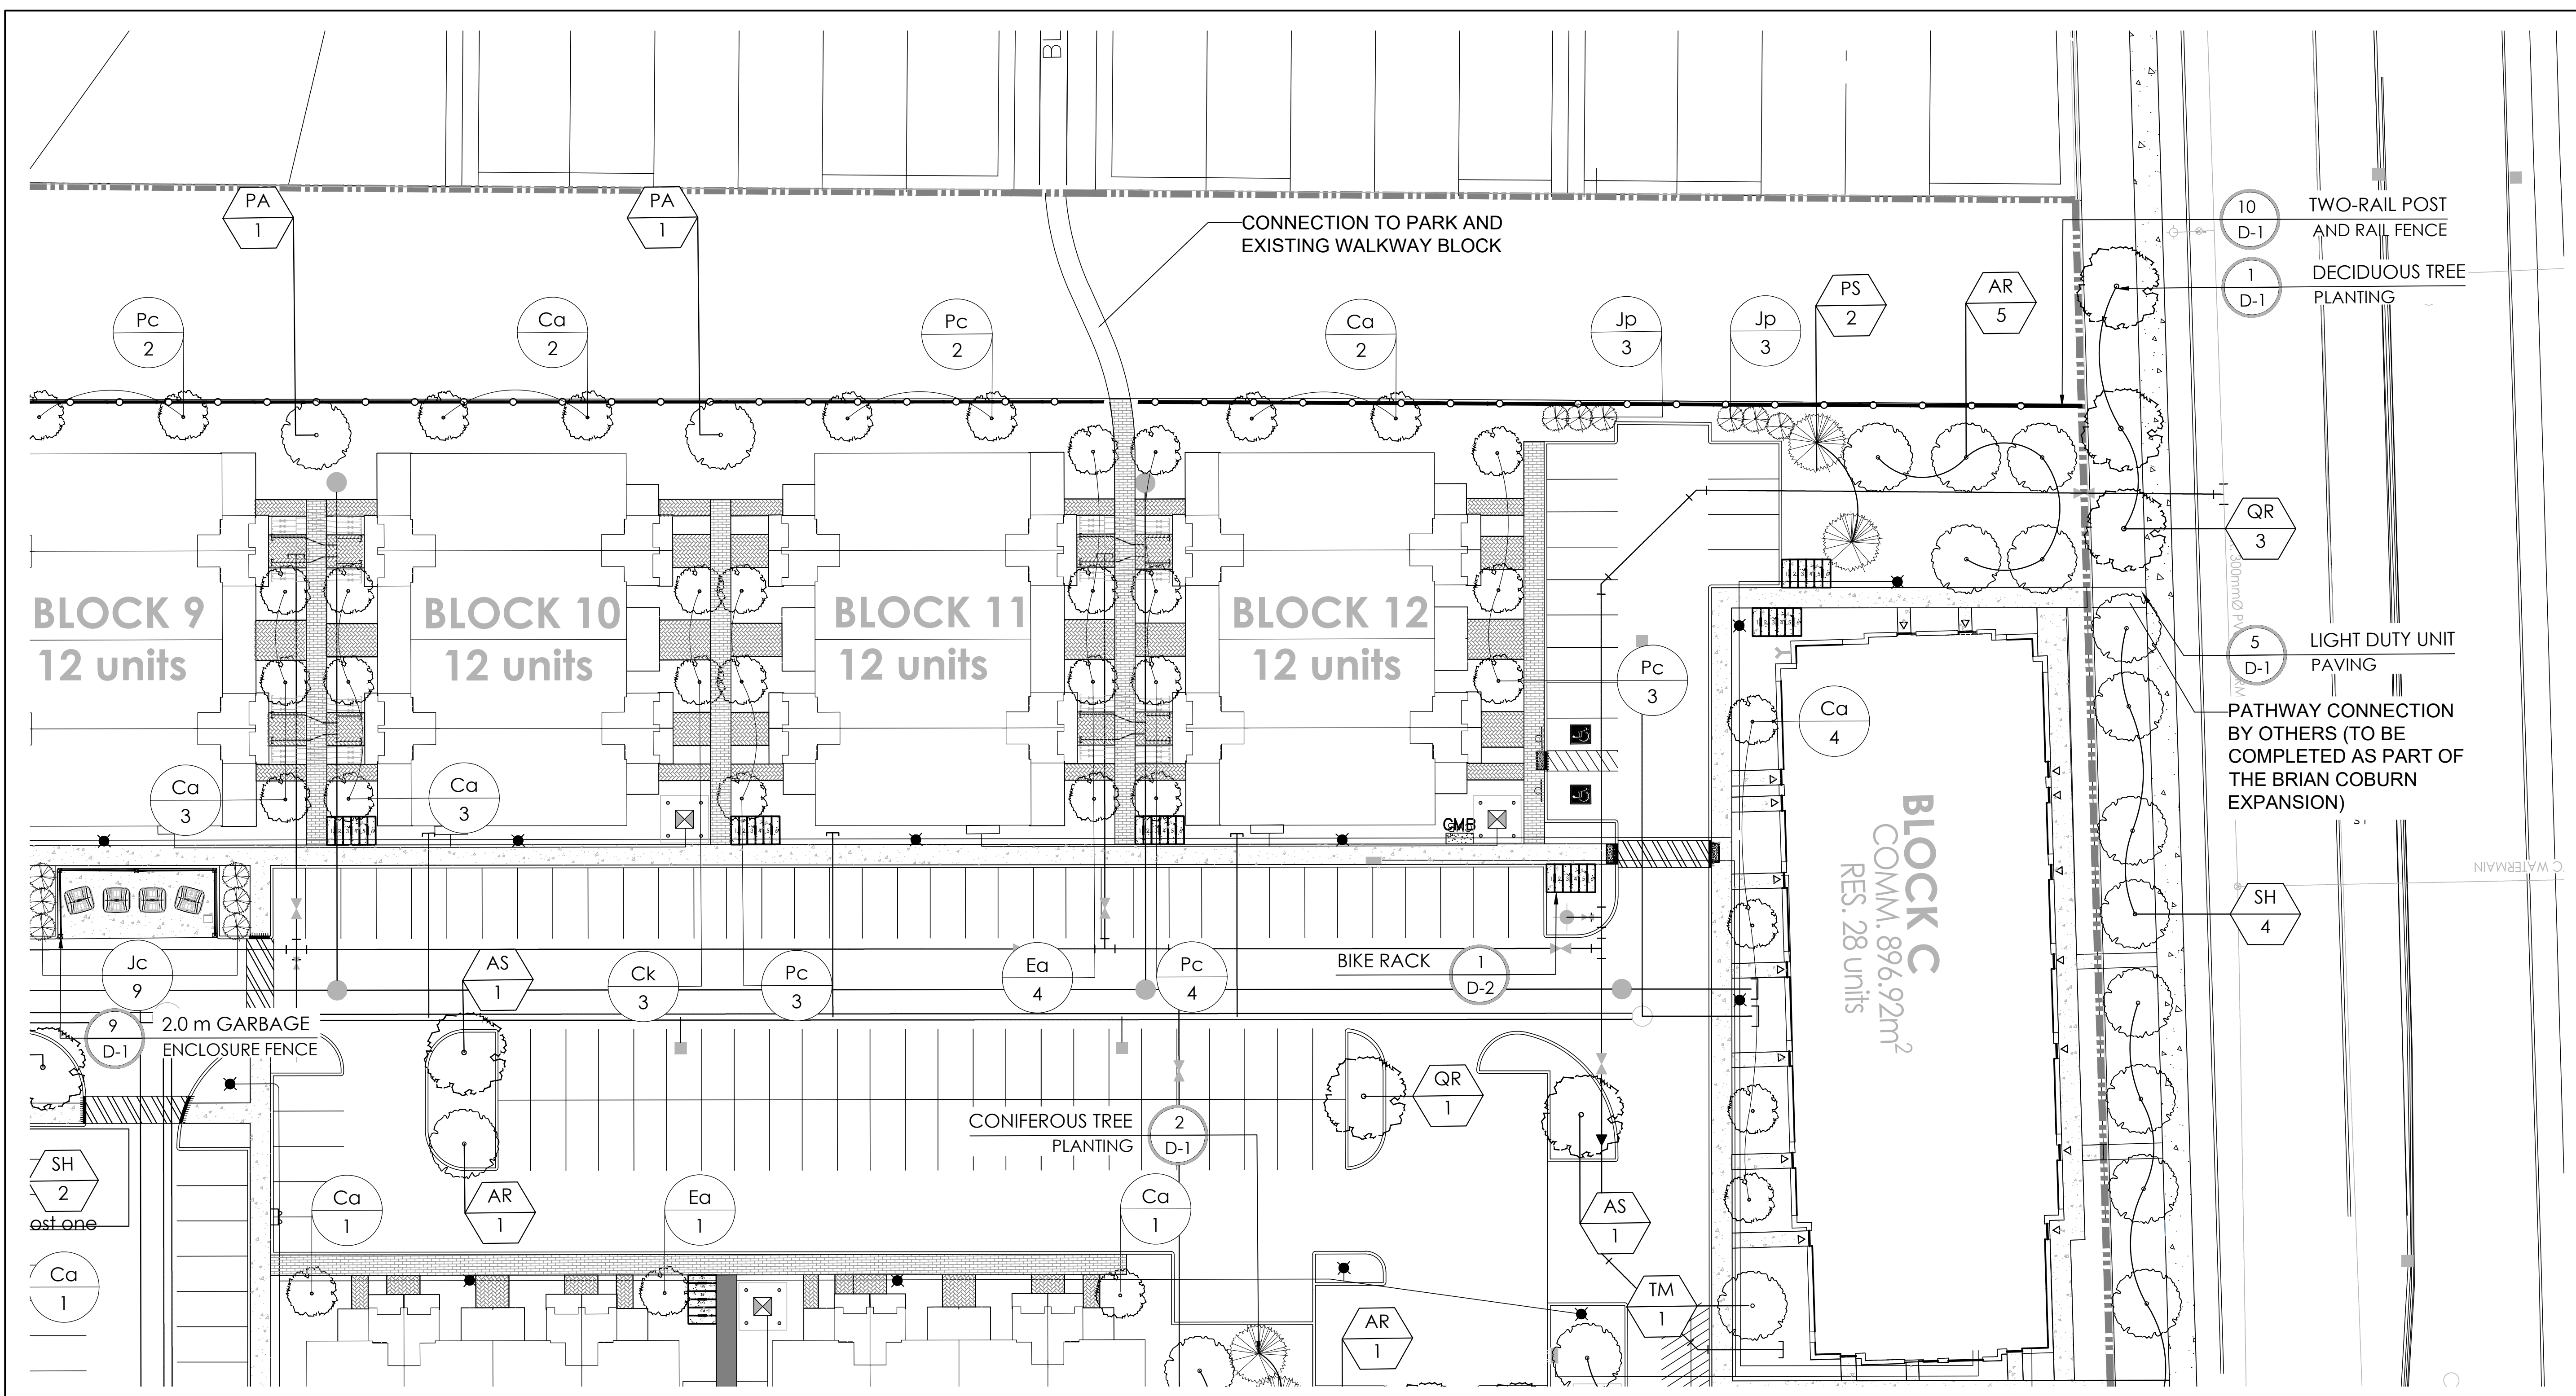 BL
PA
1
PA
1
CONNECTION TO PARK AND
EXISTING WALKWAY BLOCK
10
D-1
TWO-RAIL POST
AND RAIL FENCE
1
D-1
DECIDUOUS TREE
PLANTING
Pc
2
Ca
2
Pc
2
Ca
2
Jp
3
Jp
3
PS
2
AR
5
QR
3
BLOCK 9
12 units
BLOCK 10
12 units
BLOCK 11
12 units
BLOCK 12
12 units
Pc
3
Ca
4
5
D-1
LIGHT DUTY UNIT
PAVING
PATHWAY CONNECTION
BY OTHERS (TO BE
COMPLETED AS PART OF
THE BRIAN COBURN
EXPANSION)
Ca
3
Ca
3
BLOCK C
COMM. 896.92m²
RES. 28 units
C WATERMAIN
SH
4
Jc
9
AS
1
Ck
3
Pc
3
Ea
4
Pc
4
BIKE RACK
1
D-2
9
D-1
2.0 m GARBAGE
ENCLOSURE FENCE
CONIFEROUS TREE
PLANTING
2
D-1
QR
1
SH
2
ost one
Ca
1
Ca
1
AR
1
Ea
1
Ca
1
AS
1
TM
1
AR
1